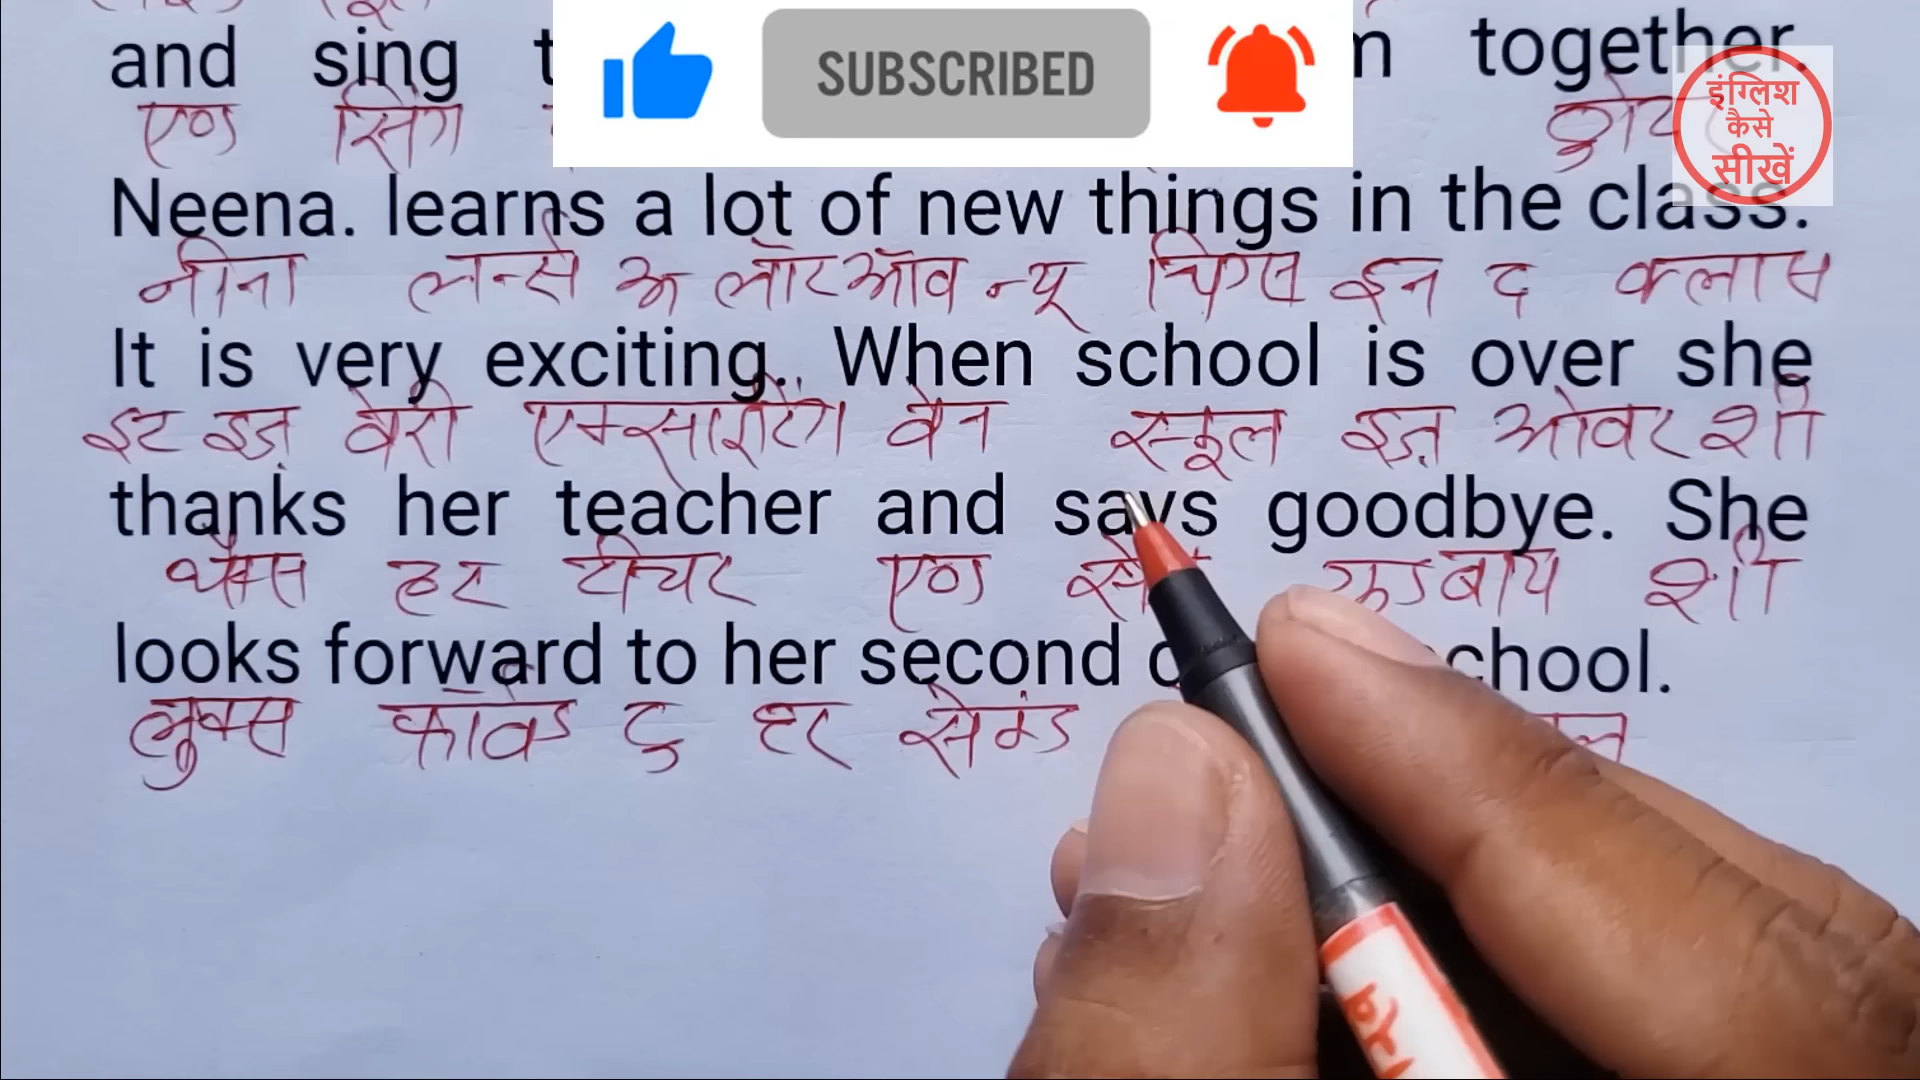 and sing together.
SUBSCRIBED
एण्ड सिंग
इंग्लिश
कैसे
सीखें
Neena. learns a lot of new things in the class.
नीना लर्न्स अ लॉट ऑव न्यू थिंग्स इन द क्लास
It is very exciting. When school is over she
इट इज़ वेरी एक्साइटिंग वेन स्कूल इज़ ओवर शी
thanks her teacher and says goodbye. She
थैंक्स हर टीचर एण्ड गुडबाय शी
looks forward to her second school.
लुक्स फॉर्वर्ड टु हर सेकंड